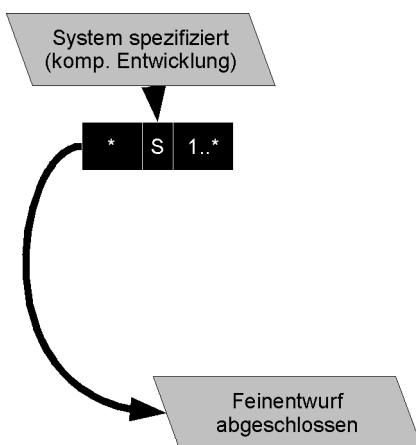 System spezifiziert
(komp. Entwicklung)
* S 1..*
Feinentwurf
abgeschlossen